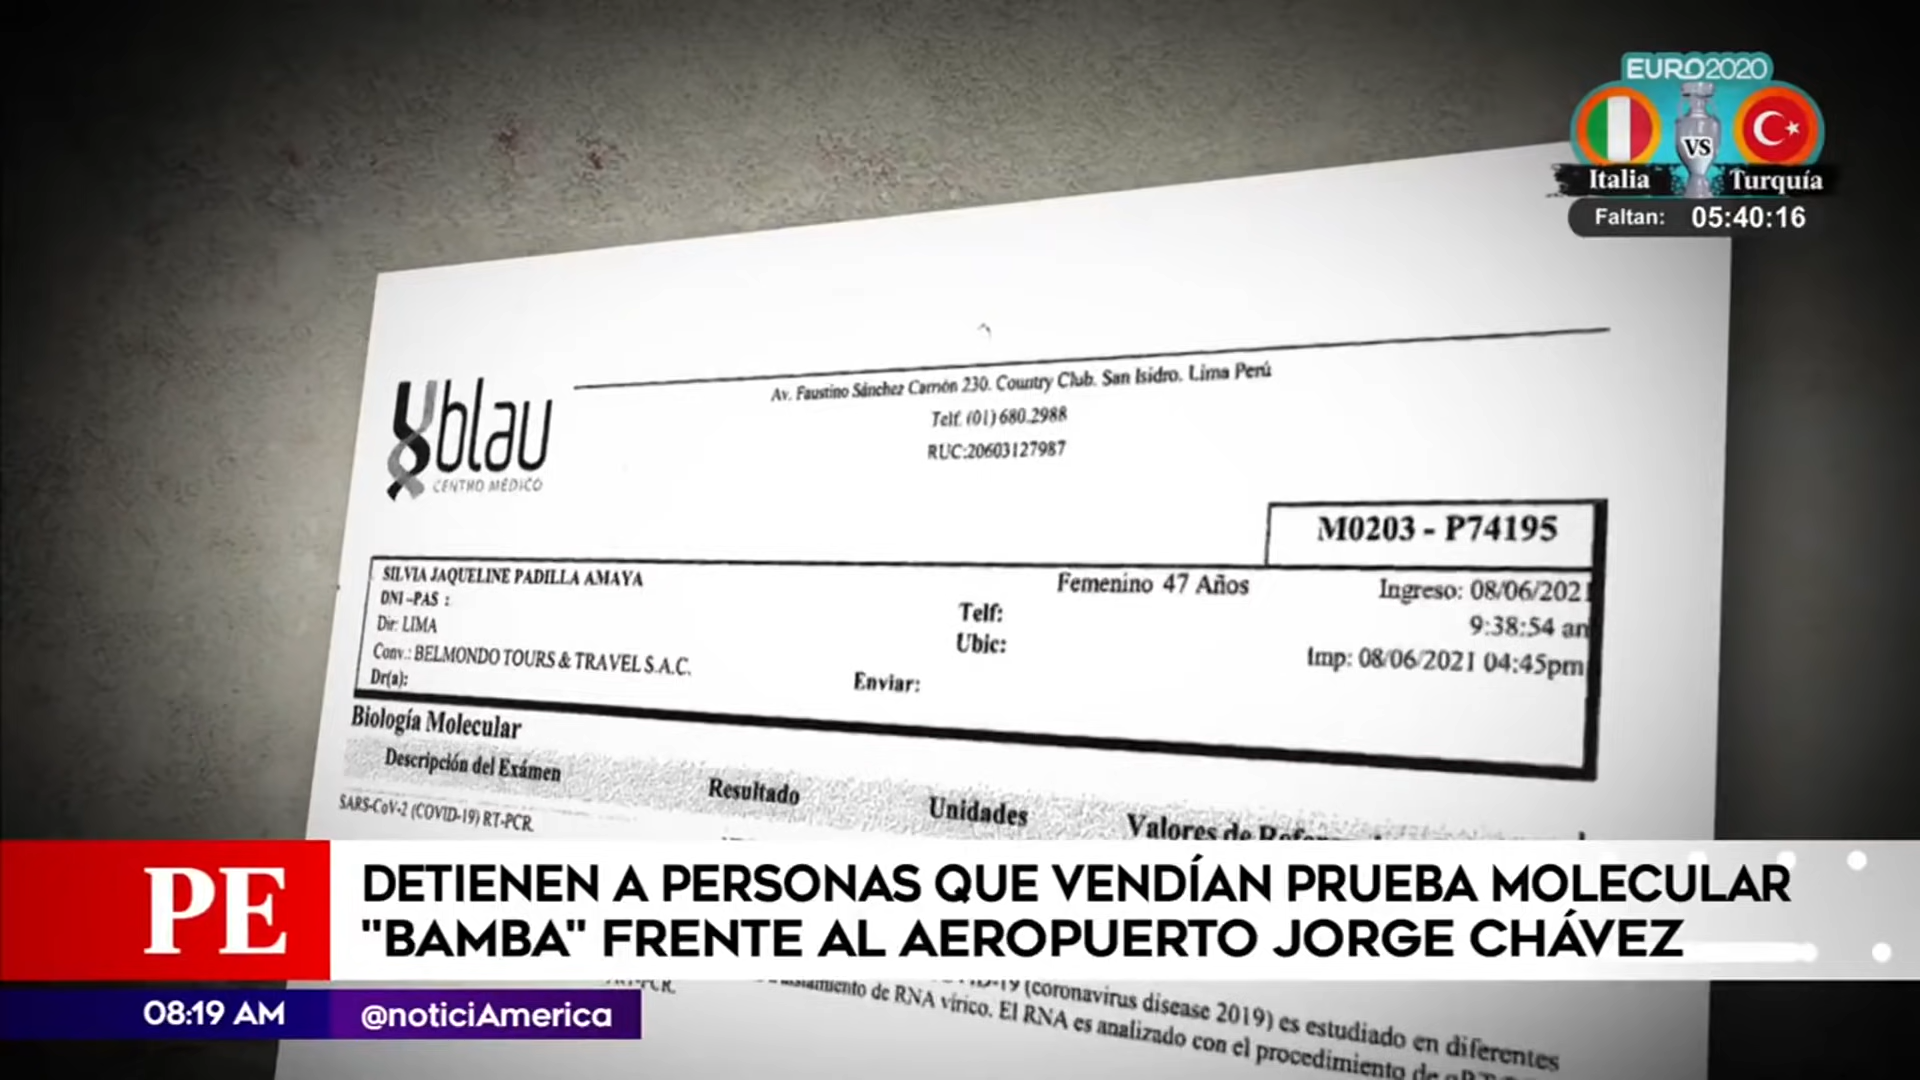 EURO2020
VS
Italia
Turquía
Faltan: 05:40:16
blau
CENTRO MÉDICO
Av. Faustino Sánchez Carrión 230. Country Club. San Isidro. Lima Perú
Telf. (01) 680.2988
RUC:20603127987
M0203 - P74195
SILVIA JAQUELINE PADILLA AMAYA
Femenino 47 Años
Ingreso: 08/06/2021
DNI -PAS :
Telf:
9:38:54 am
Dir: LIMA
Ubic:
Conv.: BELMONDO TOURS & TRAVEL S.A.C.
Imp: 08/06/2021 04:45pm
Dr(a):
Enviar:
Biología Molecular
Descripción del Exámen
Resultado
Unidades
Valores de
SARS-CoV-2 (COVID-19) RT-PCR
PE
DETIENEN A PERSONAS QUE VENDÍAN PRUEBA MOLECULAR
"BAMBA" FRENTE AL AEROPUERTO JORGE CHÁVEZ
08:19 AM
@noticiAmerica
(coronavirus disease 2019) es estudiado en diferentes
de RNA vírico. El RNA es analizado con el procedimiento de